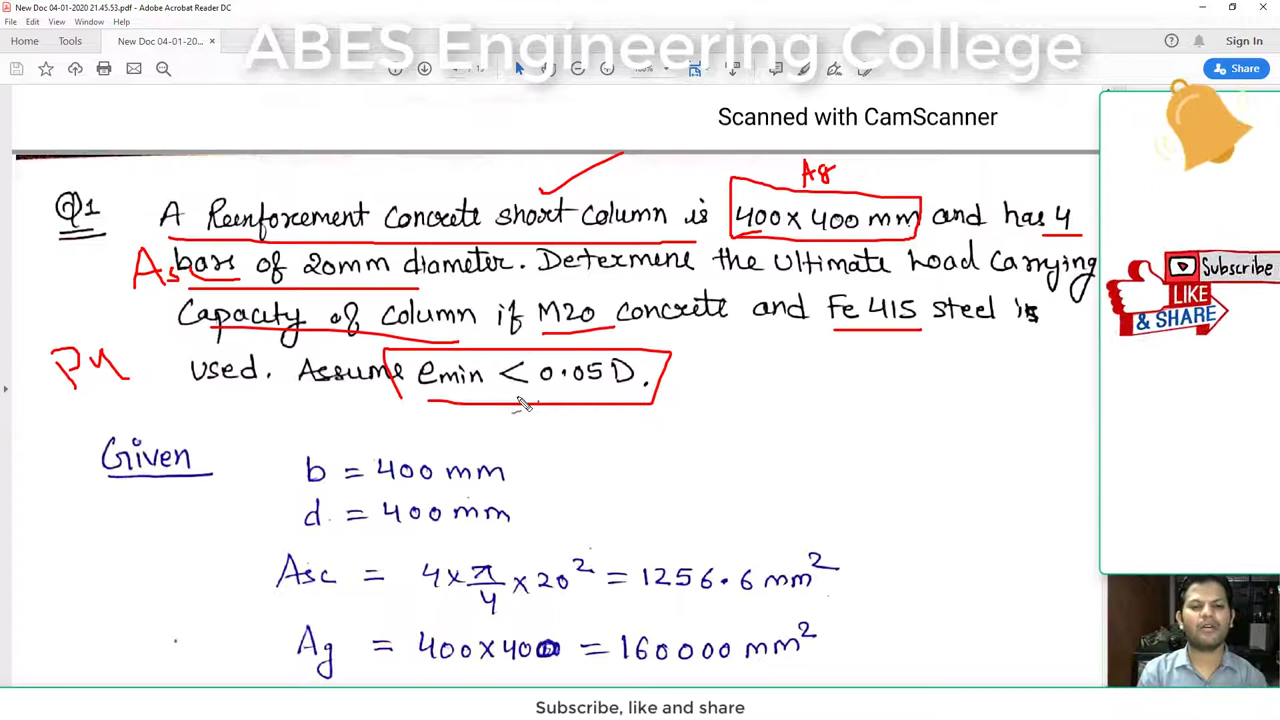 New Doc 04-01-2020 21.45.53.pdf - Adobe Acrobat Reader DC
File Edit View Window Help
Home Tools New Doc 04-01-20... × Sign In
ABES Engineering College
Share
Scanned with CamScanner
Ag
Q1 A Reenforcement Concrete short column is 400 x 400 mm and has 4
As bars of 20mm diameter. Determine the ultimate Load Carrying
Capacity of column if M20 concrete and Fe 415 steel is
Pu used. Assume emin < 0.05 D.
Subscribe
LIKE
& SHARE
Given
b = 400 mm
d = 400 mm
Asc = 4 x π/4 x 20² = 1256.6 mm²
Ag = 400 x 400 = 160000 mm²
Subscribe, like and share